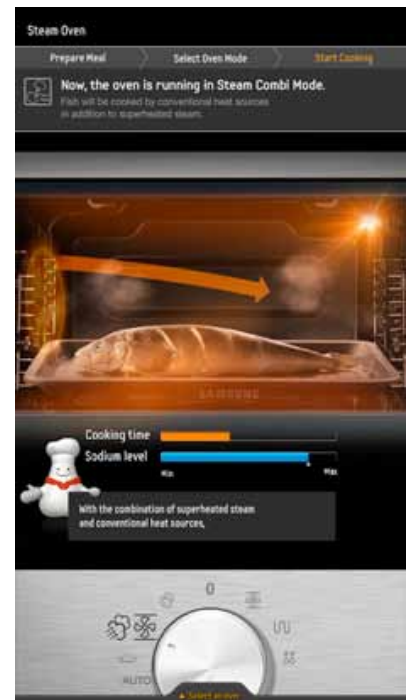 Steam Oven
Prepare Meal
Select Oven Mode
Start Cooking
Now, the oven is running in Steam Combi Mode.
Fish will be cooked by conventional heat sources
in addition to superheated steam.
SAMSUNG
Cooking time
Sodium level
Min
Max
With the combination of superheated steam
and conventional heat sources,
0
AUTO
Select an oven